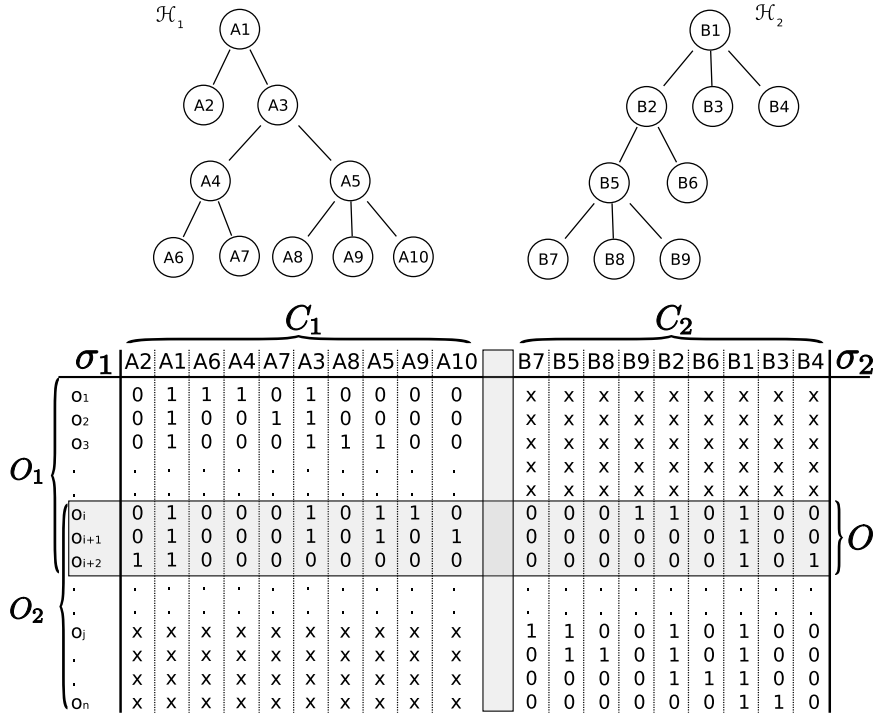 ℋ₁ A1 B1 ℋ₂
A2 A3 B2 B3 B4
A4 A5 B5 B6
A6 A7 A8 A9 A10 B7 B8 B9
C₁ C₂
σ₁ A2 A1 A6 A4 A7 A3 A8 A5 A9 A10 B7 B5 B8 B9 B2 B6 B1 B3 B4 σ₂
o₁ 0 1 1 1 0 1 0 0 0 0 x x x x x x x x x
o₂ 0 1 0 0 1 1 0 0 0 0 x x x x x x x x x
o₃ 0 1 0 0 0 1 1 1 0 0 x x x x x x x x x
O₁ . . . . . . . . . . . x x x x x x x x x
. . . . . . . . . . . x x x x x x x x x
oᵢ 0 1 0 0 0 1 0 1 1 0 0 0 0 1 1 0 1 0 0
oᵢ₊₁ 0 1 0 0 0 1 0 1 0 1 0 0 0 0 0 0 1 0 0 O
oᵢ₊₂ 1 1 0 0 0 0 0 0 0 0 0 0 0 0 0 0 1 0 1
. . . . . . . . . . . . . . . . . . . .
O₂ . . . . . . . . . . . . . . . . . . . .
oⱼ x x x x x x x x x x 1 1 0 0 1 0 1 0 0
. x x x x x x x x x x 0 1 1 0 1 0 1 0 0
. x x x x x x x x x x 0 0 0 0 1 1 1 0 0
oₙ x x x x x x x x x x 0 0 0 0 0 0 1 1 0